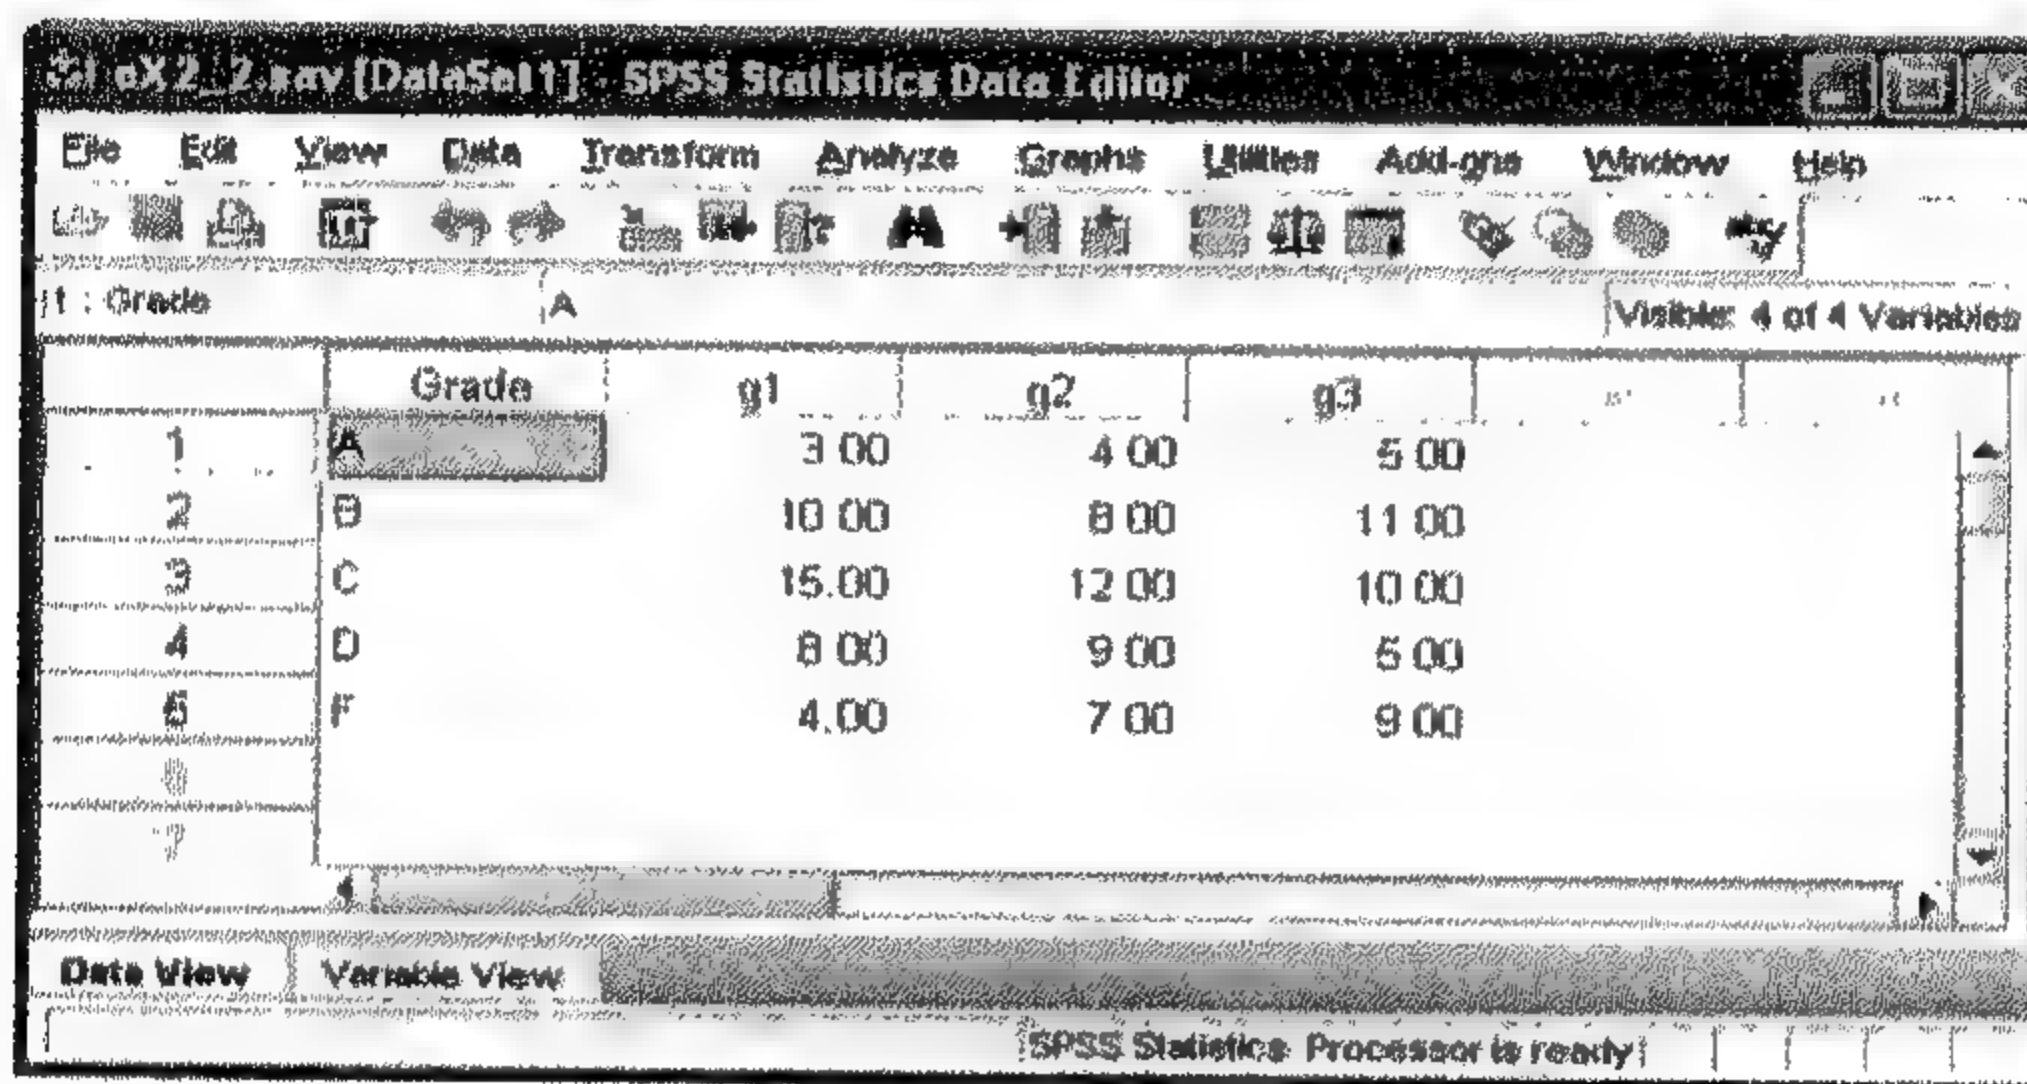 eX2_2.sav [DataSet1] - SPSS Statistics Data Editor
File Edit View Data Transform Analyze Graphs Utilities Add-ons Window Help
1 : Grade A Visible: 4 of 4 Variables
Grade g1 g2 g3
1 A 3.00 4.00 5.00
2 B 10.00 8.00 11.00
3 C 15.00 12.00 10.00
4 D 8.00 9.00 5.00
5 F 4.00 7.00 9.00
6
7
Data View Variable View
SPSS Statistics Processor is ready